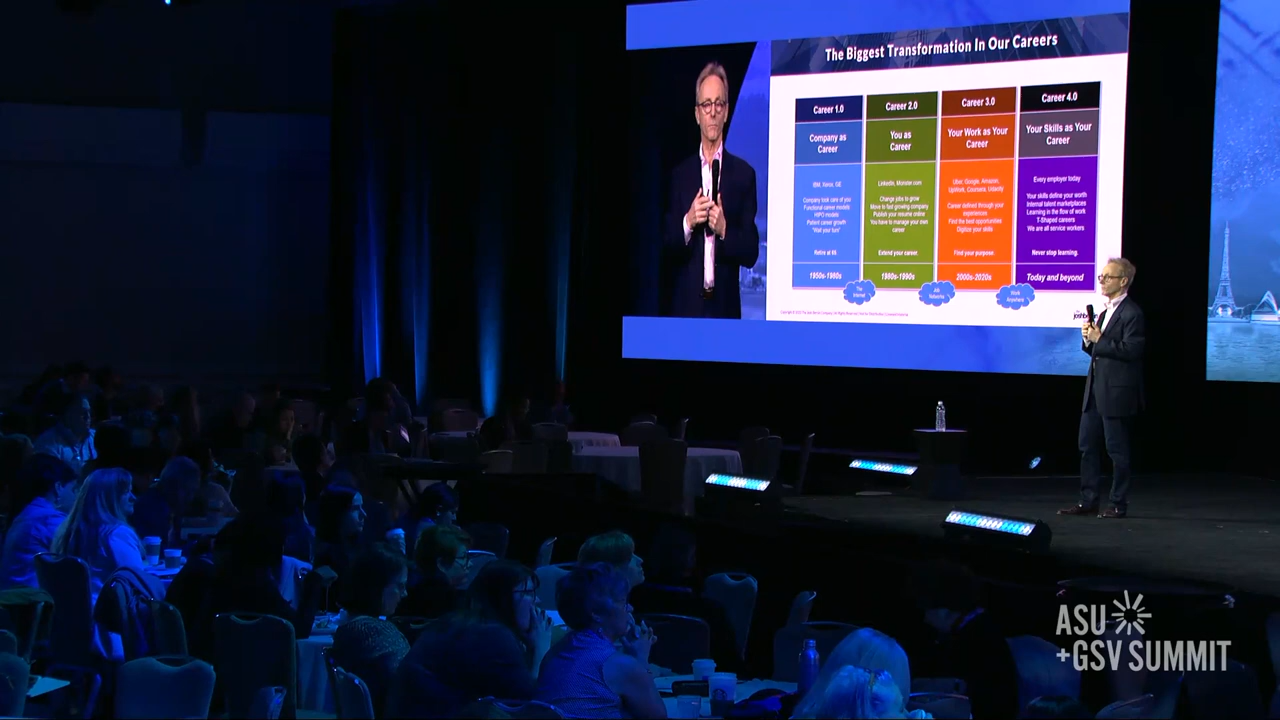 The Biggest Transformation In Our Careers
Career 1.0
Company as
Career
IBM, Xerox, GE
Company took care of you
Functional career models
HIPO models
Patient career growth
"Wait your turn"
Retire at 65.
1950s-1980s
Career 2.0
You as
Career
LinkedIn, Monster.com
Change jobs to grow
Move to fast growing company
Publish your resume online
You have to manage your own
career
Extend your career.
1980s-1990s
Career 3.0
Your Work as Your
Career
Uber, Google, Amazon,
UpWork, Coursera, Udacity
Career defined through your
experiences
Find the best opportunities
Digitize your skills
Find your purpose.
2000s-2020s
Career 4.0
Your Skills as Your
Career
Every employer today
Your skills define your worth
Internal talent marketplaces
Learning in the flow of work
T-Shaped careers
We are all service workers
Never stop learning.
Today and beyond
The
Internet
Networks
Work
Anywhere
ASU
+GSV SUMMIT